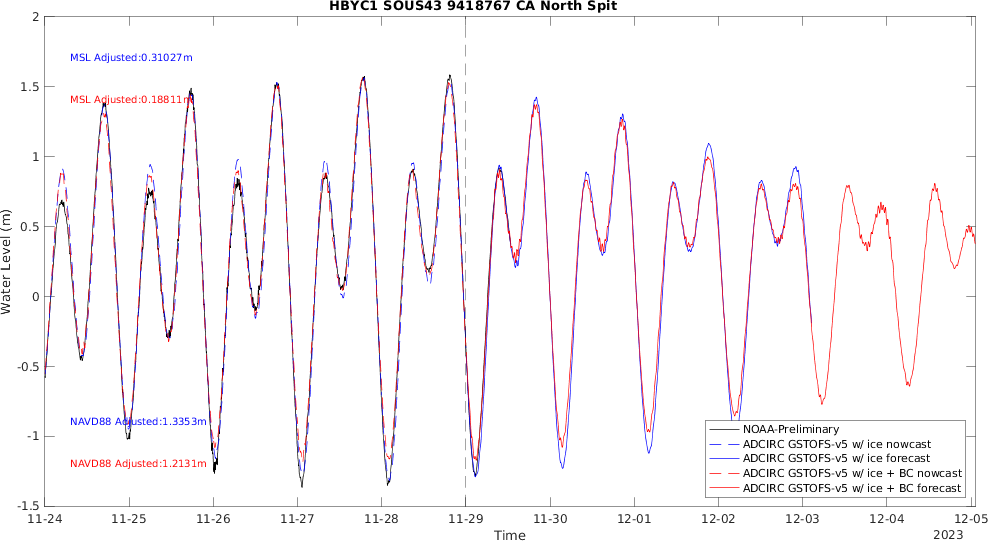 HBYC1 SOUS43 9418767 CA North Spit
2
1.5
1
0.5
0
-0.5
-1
-1.5
Water Level (m)
MSL Adjusted:0.31027m
MSL Adjusted:0.18811m
NAVD88 Adjusted:1.3353m
NAVD88 Adjusted:1.2131m
NOAA-Preliminary
ADCIRC GSTOFS-v5 w/ ice nowcast
ADCIRC GSTOFS-v5 w/ ice forecast
ADCIRC GSTOFS-v5 w/ ice + BC nowcast
ADCIRC GSTOFS-v5 w/ ice + BC forecast
11-24 11-25 11-26 11-27 11-28 11-29 11-30 12-01 12-02 12-03 12-04 12-05
Time
2023